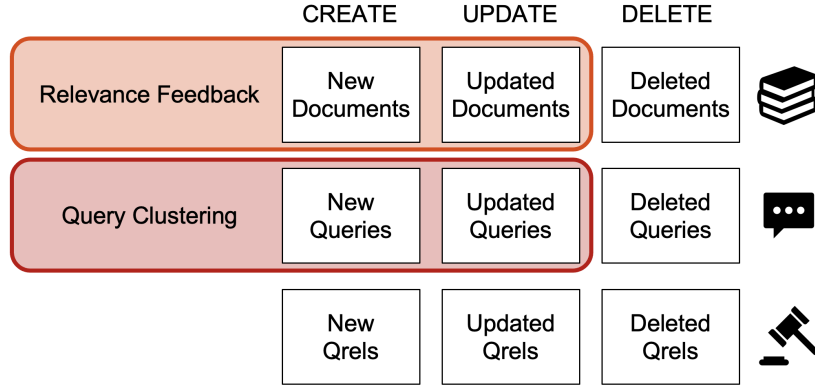 CREATE UPDATE DELETE
Relevance Feedback
New
Documents
Updated
Documents
Deleted
Documents
Query Clustering
New
Queries
Updated
Queries
Deleted
Queries
New
Qrels
Updated
Qrels
Deleted
Qrels